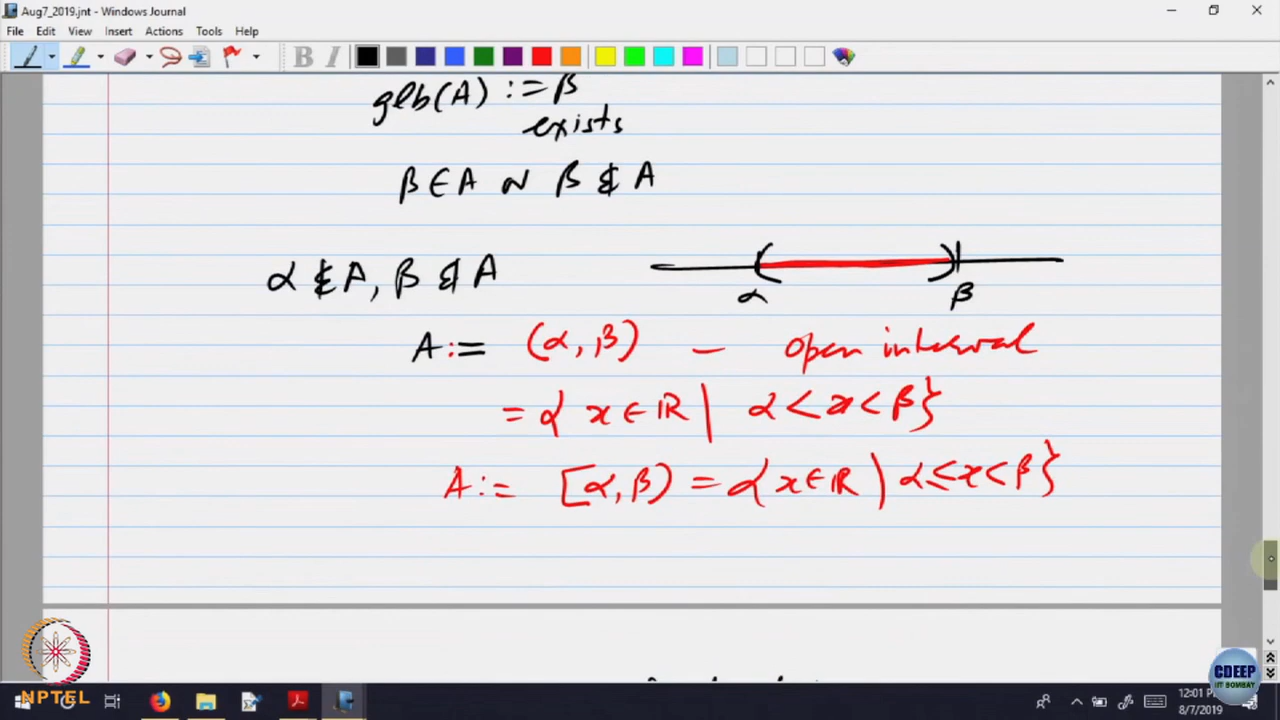 Aug7_2019.jnt - Windows Journal
File Edit View Insert Actions Tools Help
B I
glb(A) := β
exists
β ∈ A or β ∉ A
α ∉ A, β ∉ A
α β
A := (α, β) — open interval
= { x ∈ ℝ | α < x < β}
A := [α, β) = { x ∈ ℝ | α ≤ x < β}
NPTEL
CDEEP
IIT BOMBAY
12:01 P
8/7/2019